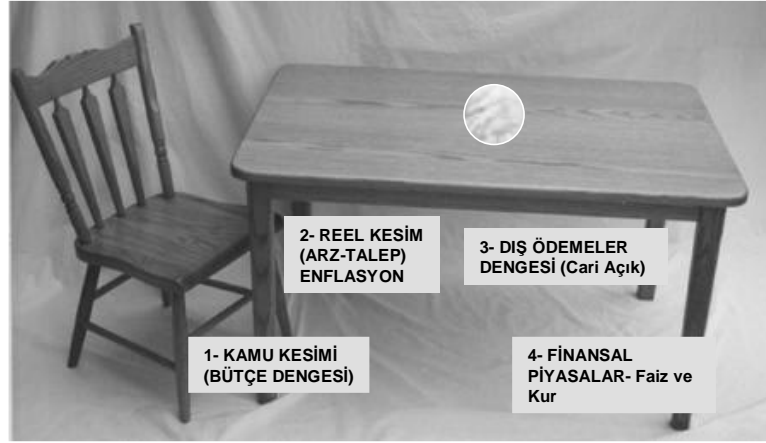 2- REEL KESİM
(ARZ-TALEP)
ENFLASYON
3- DIŞ ÖDEMELER
DENGESİ (Cari Açık)
1- KAMU KESİMİ
(BÜTÇE DENGESİ)
4- FİNANSAL
PİYASALAR- Faiz ve
Kur